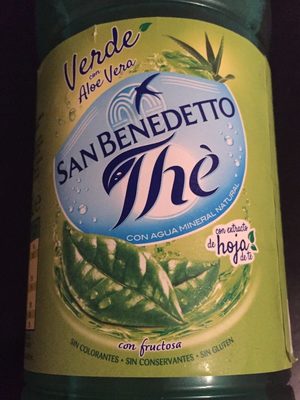 Verde
con
Aloe Vera
SAN BENEDETTO
Thè
CON AGUA MINERAL NATURAL
con extracto
de hoja
de té
con fructosa
SIN COLORANTES • SIN CONSERVANTES • SIN GLUTEN